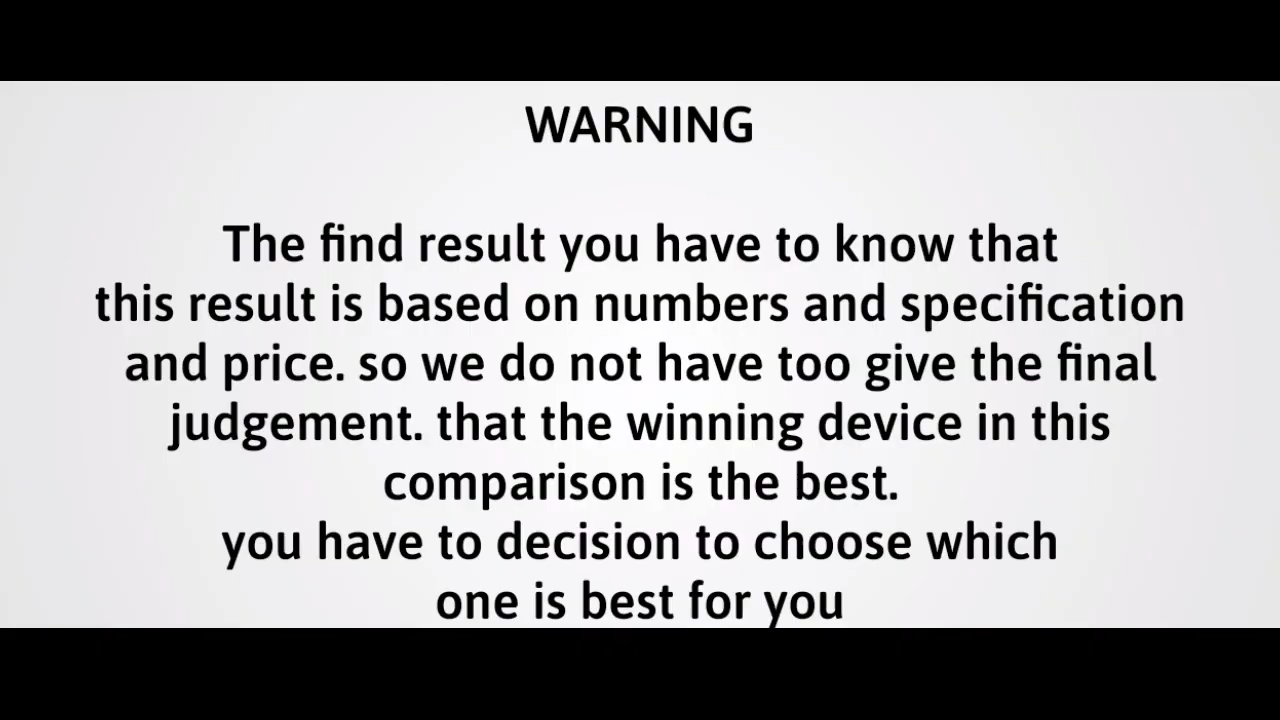 WARNING
The find result you have to know that
this result is based on numbers and specification
and price. so we do not have too give the final
judgement. that the winning device in this
comparison is the best.
you have to decision to choose which
one is best for you